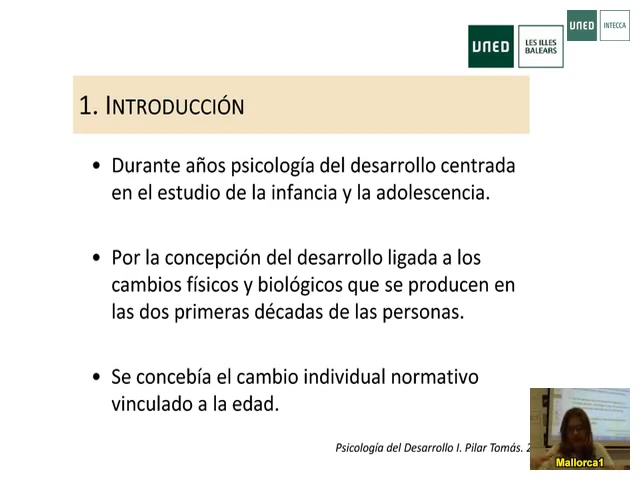 UNED
INTECCA
UNED
LES ILLES
BALEARS
1. INTRODUCCIÓN
• Durante años psicología del desarrollo centrada
en el estudio de la infancia y la adolescencia.
• Por la concepción del desarrollo ligada a los
cambios físicos y biológicos que se producen en
las dos primeras décadas de las personas.
• Se concebía el cambio individual normativo
vinculado a la edad.
Psicología del Desarrollo I. Pilar Tomás. 2
Mallorca1